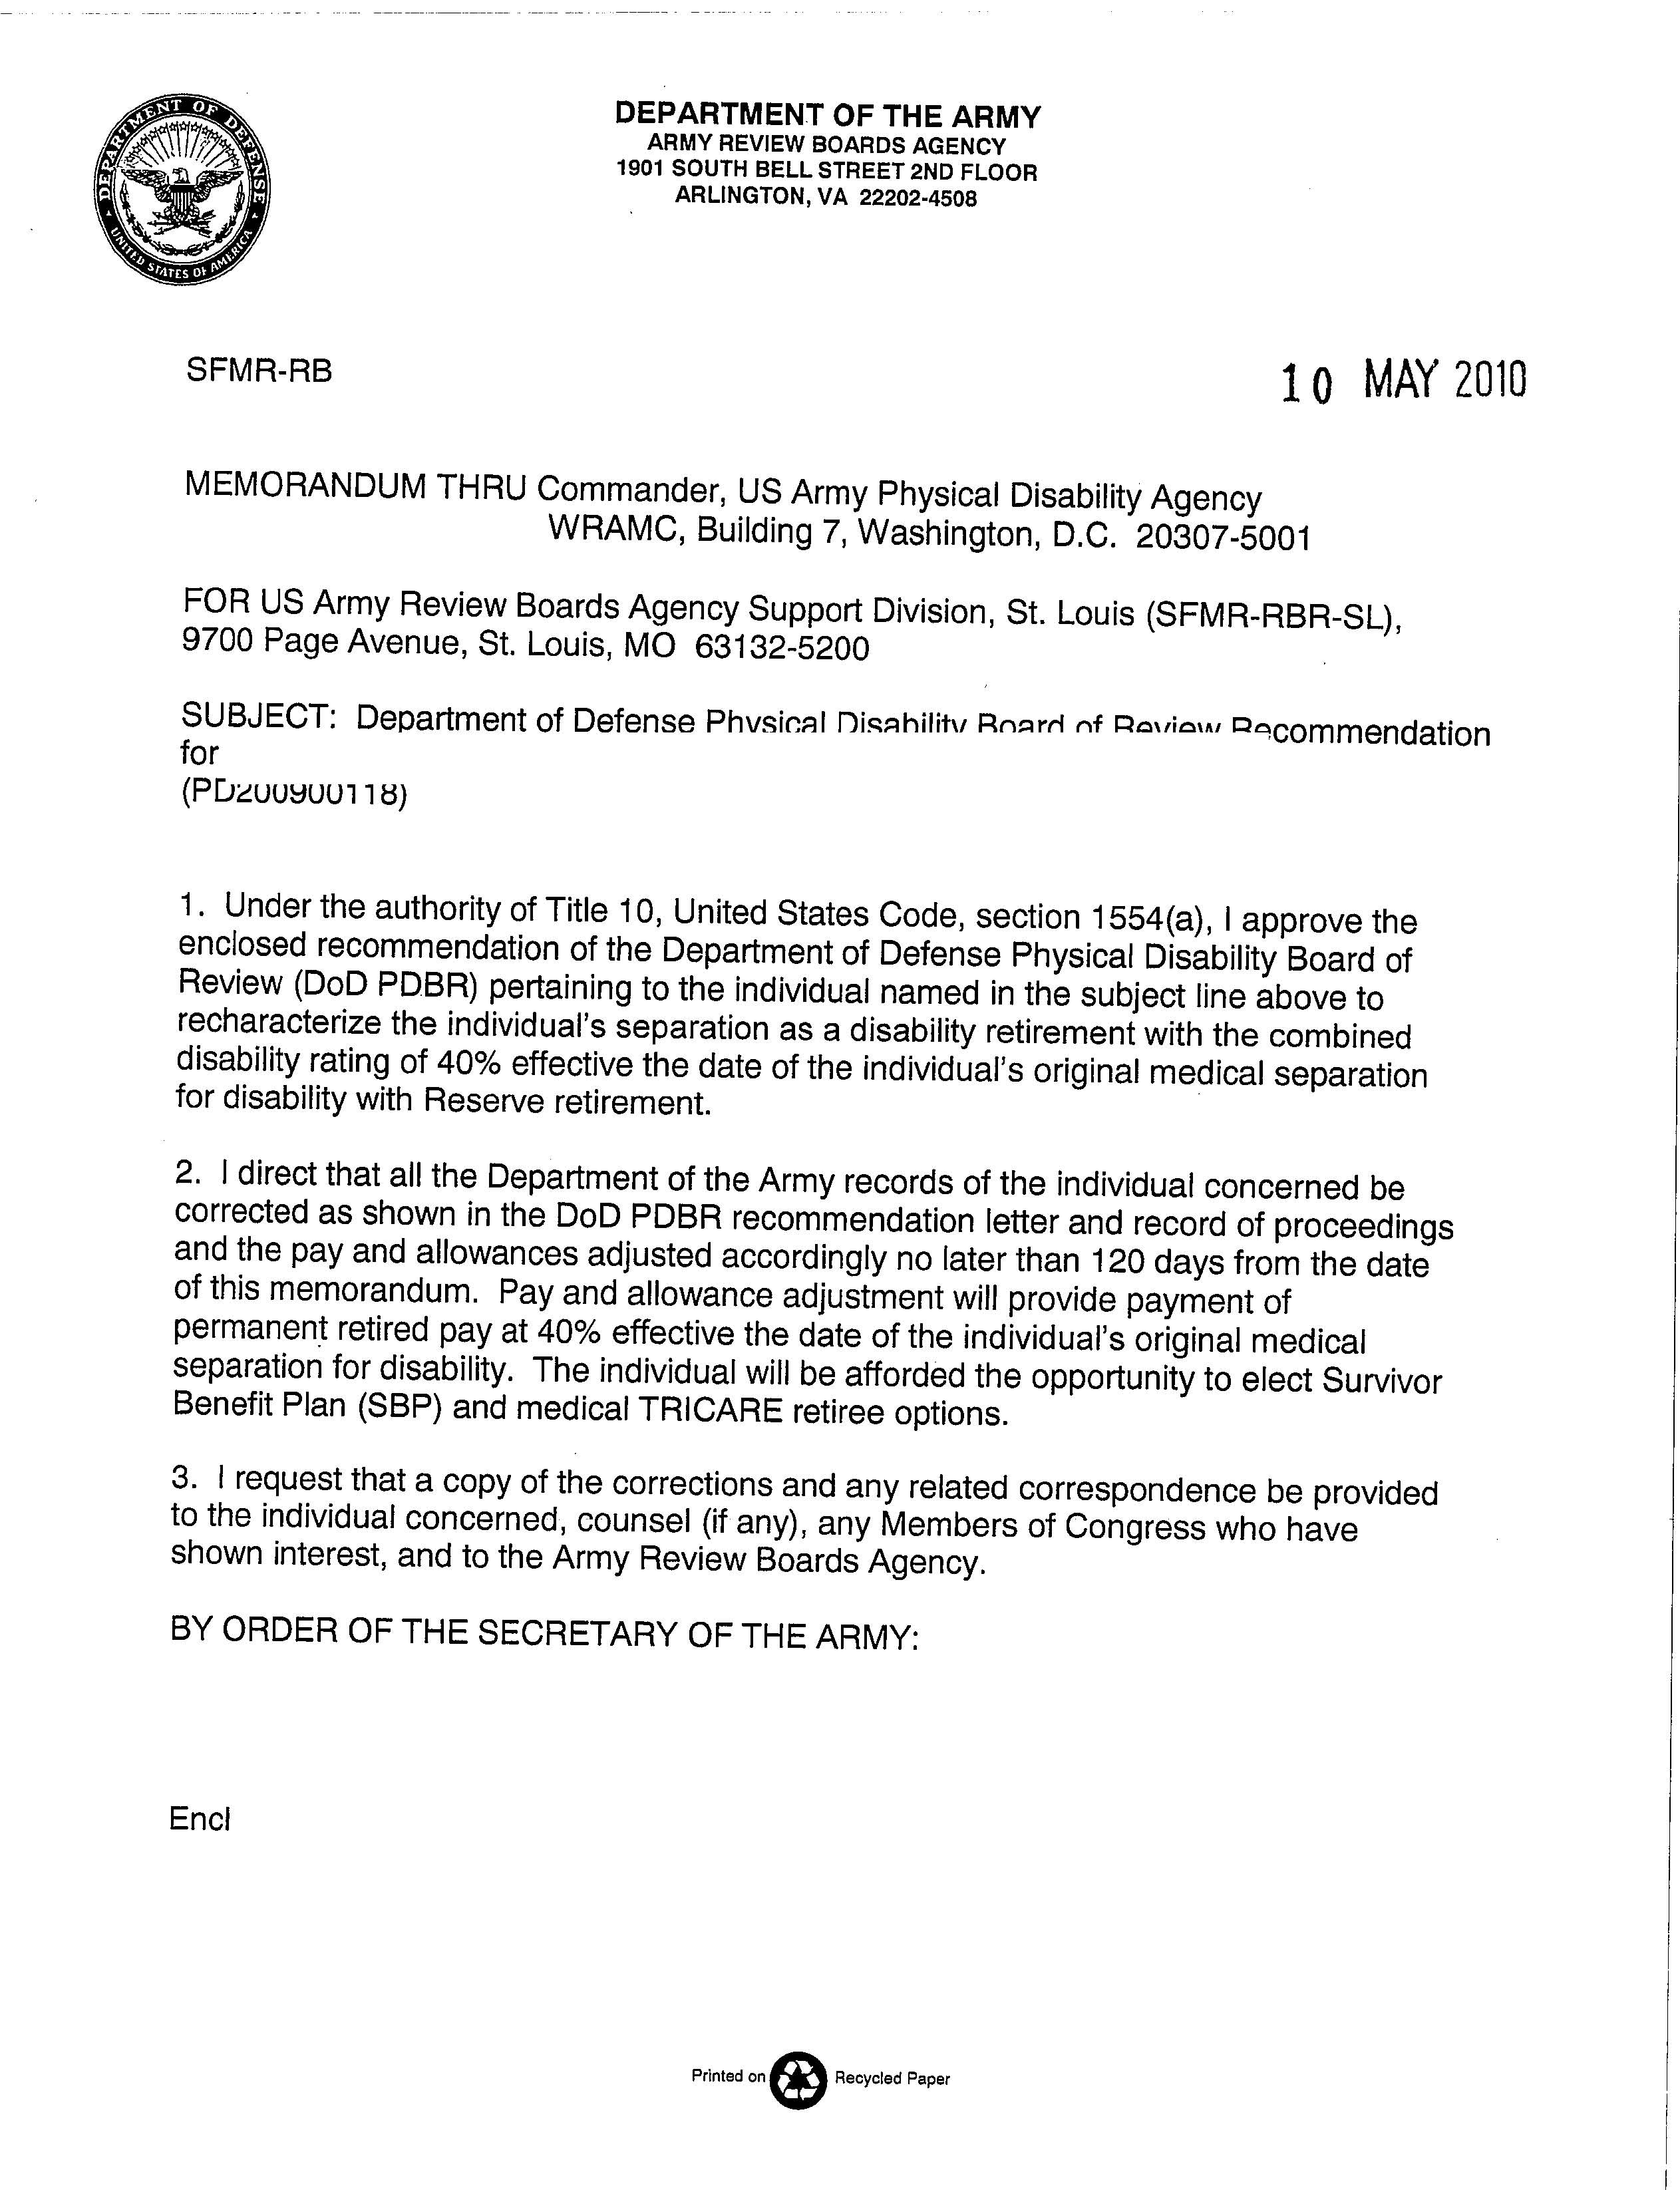 DEPARTMENT OF DEFENSE
UNITED STATES OF AMERICA
DEPARTMENT OF THE ARMY
ARMY REVIEW BOARDS AGENCY
1901 SOUTH BELL STREET 2ND FLOOR
ARLINGTON, VA 22202-4508
SFMR-RB
10 MAY 2010
MEMORANDUM THRU Commander, US Army Physical Disability Agency
WRAMC, Building 7, Washington, D.C. 20307-5001
FOR US Army Review Boards Agency Support Division, St. Louis (SFMR-RBR-SL),
9700 Page Avenue, St. Louis, MO 63132-5200
SUBJECT: Department of Defense Physical Disability Board of Review Recommendation
for
(PD200900118)
1. Under the authority of Title 10, United States Code, section 1554(a), I approve the
enclosed recommendation of the Department of Defense Physical Disability Board of
Review (DoD PDBR) pertaining to the individual named in the subject line above to
recharacterize the individual's separation as a disability retirement with the combined
disability rating of 40% effective the date of the individual's original medical separation
for disability with Reserve retirement.
2. I direct that all the Department of the Army records of the individual concerned be
corrected as shown in the DoD PDBR recommendation letter and record of proceedings
and the pay and allowances adjusted accordingly no later than 120 days from the date
of this memorandum. Pay and allowance adjustment will provide payment of
permanent retired pay at 40% effective the date of the individual's original medical
separation for disability. The individual will be afforded the opportunity to elect Survivor
Benefit Plan (SBP) and medical TRICARE retiree options.
3. I request that a copy of the corrections and any related correspondence be provided
to the individual concerned, counsel (if any), any Members of Congress who have
shown interest, and to the Army Review Boards Agency.
BY ORDER OF THE SECRETARY OF THE ARMY:
Encl
Printed on Recycled Paper